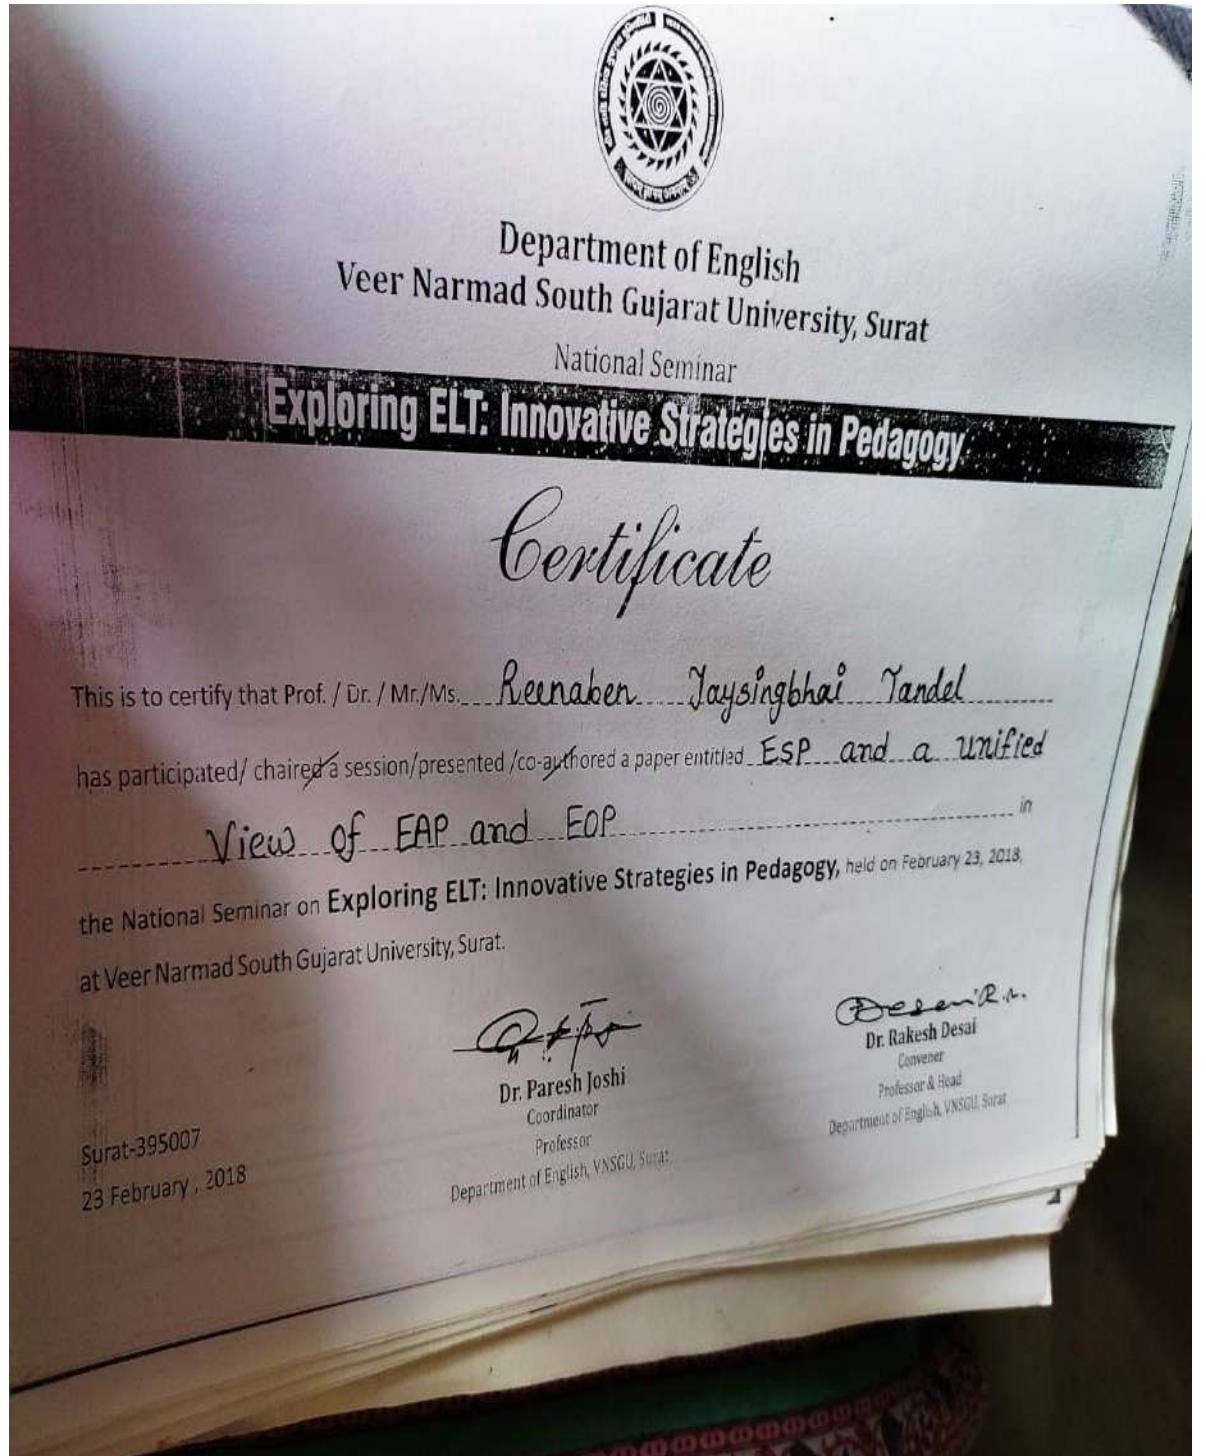 Department of English
Veer Narmad South Gujarat University, Surat
National Seminar
Exploring ELT: Innovative Strategies in Pedagogy
Certificate
This is to certify that Prof. / Dr. / Mr./Ms. Reenaben Jaysingbhai Tandel
has participated/ chaired a session/presented /co-authored a paper entitled ESP and a unified
View of EAP and EOP in
the National Seminar on Exploring ELT: Innovative Strategies in Pedagogy, held on February 23, 2018,
at Veer Narmad South Gujarat University, Surat.
Dr. Paresh Joshi
Coordinator
Professor
Department of English, VNSGU, Surat
Dr. Rakesh Desai
Convener
Professor & Head
Department of English, VNSGU, Surat
Surat-395007
23 February , 2018